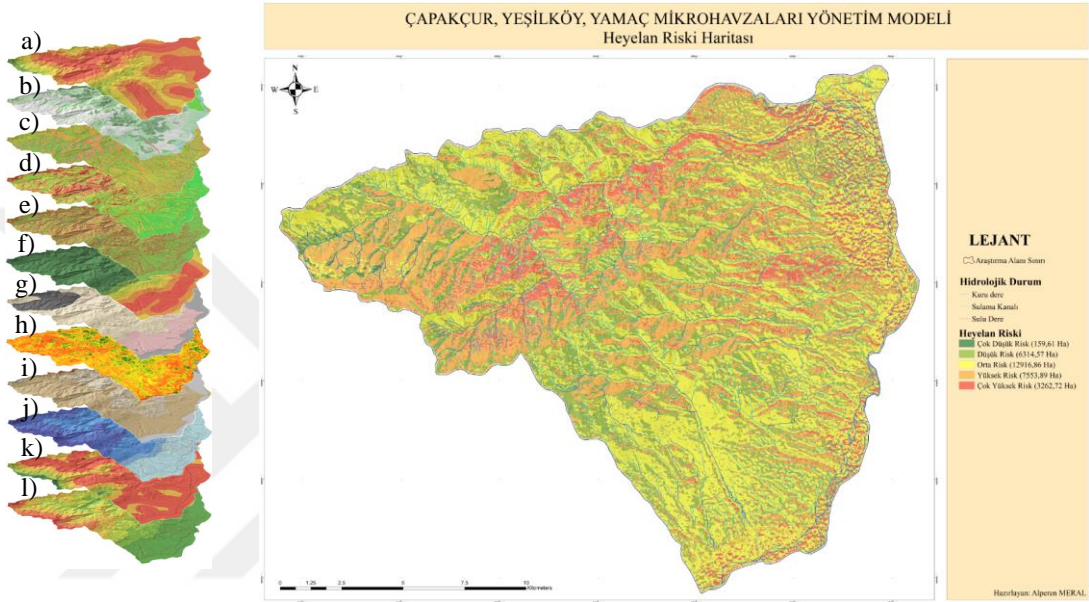 a)
b)
c)
d)
e)
f)
g)
h)
i)
j)
k)
l)
ÇAPAKÇUR, YEŞİLKÖY, YAMAÇ MİKROHAVZALARI YÖNETİM MODELİ
Heyelan Riski Haritası
N
W E
S
LEJANT
Araştırma Alanı Sınırı
Hidrolojik Durum
Kuru dere
Sulama Kanalı
Sulu Dere
Heyelan Riski
Çok Düşük Risk (159,61 Ha)
Düşük Risk (6314,57 Ha)
Orta Risk (12916,86 Ha)
Yüksek Risk (7553,89 Ha)
Çok Yüksek Risk (3262,72 Ha)
0 1,25 2,5 5 7,5 10
Kilometers
Hazırlayan: Alperen MERAL